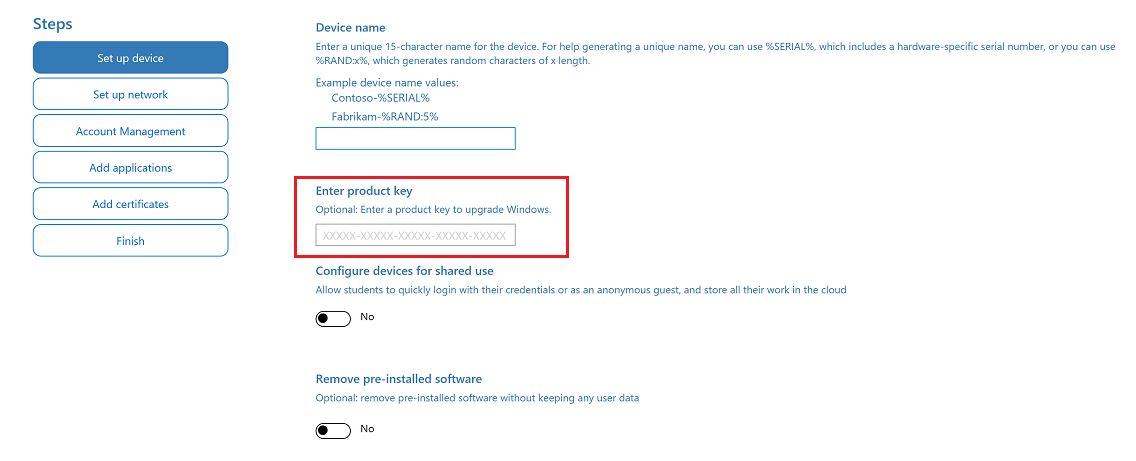 Steps
Set up device
Set up network
Account Management
Add applications
Add certificates
Finish
Device name
Enter a unique 15-character name for the device. For help generating a unique name, you can use %SERIAL%, which includes a hardware-specific serial number, or you can use
%RAND:x%, which generates random characters of x length.
Example device name values:
Contoso-%SERIAL%
Fabrikam-%RAND:5%
Enter product key
Optional: Enter a product key to upgrade Windows.
XXXXX-XXXXX-XXXXX-XXXXX-XXXXX
Configure devices for shared use
Allow students to quickly login with their credentials or as an anonymous guest, and store all their work in the cloud
No
Remove pre-installed software
Optional: remove pre-installed software without keeping any user data
No